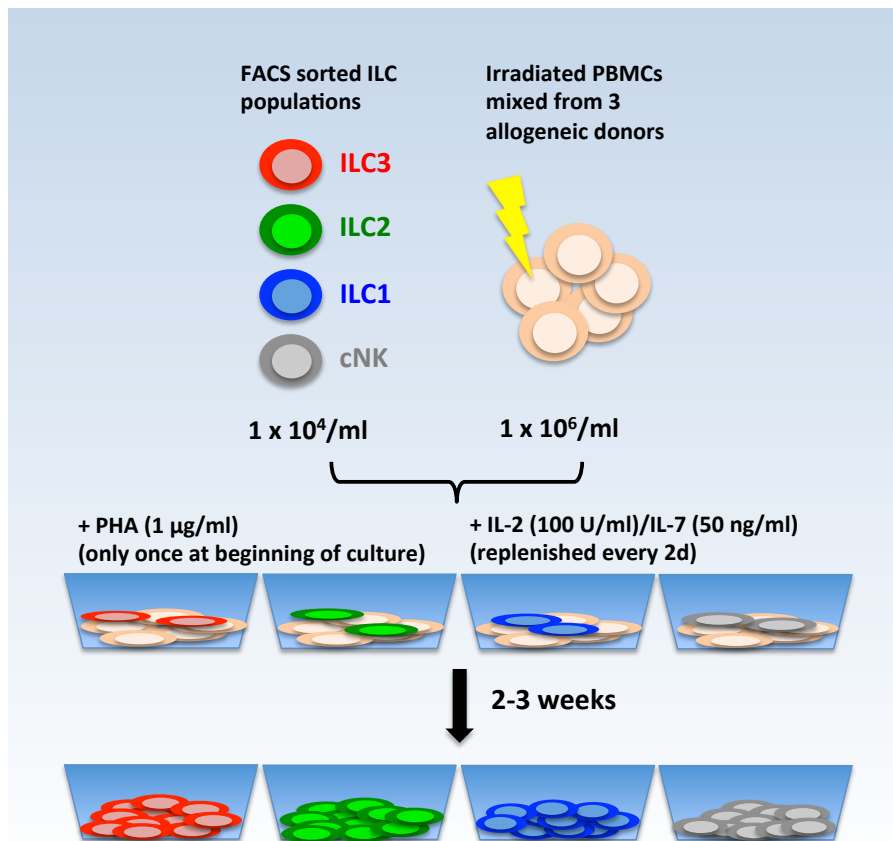 FACS sorted ILC
populations
Irradiated PBMCs
mixed from 3
allogeneic donors
ILC3
ILC2
ILC1
cNK
1 x 10⁴/ml
1 x 10⁶/ml
+ PHA (1 µg/ml)
(only once at beginning of culture)
+ IL-2 (100 U/ml)/IL-7 (50 ng/ml)
(replenished every 2d)
2-3 weeks